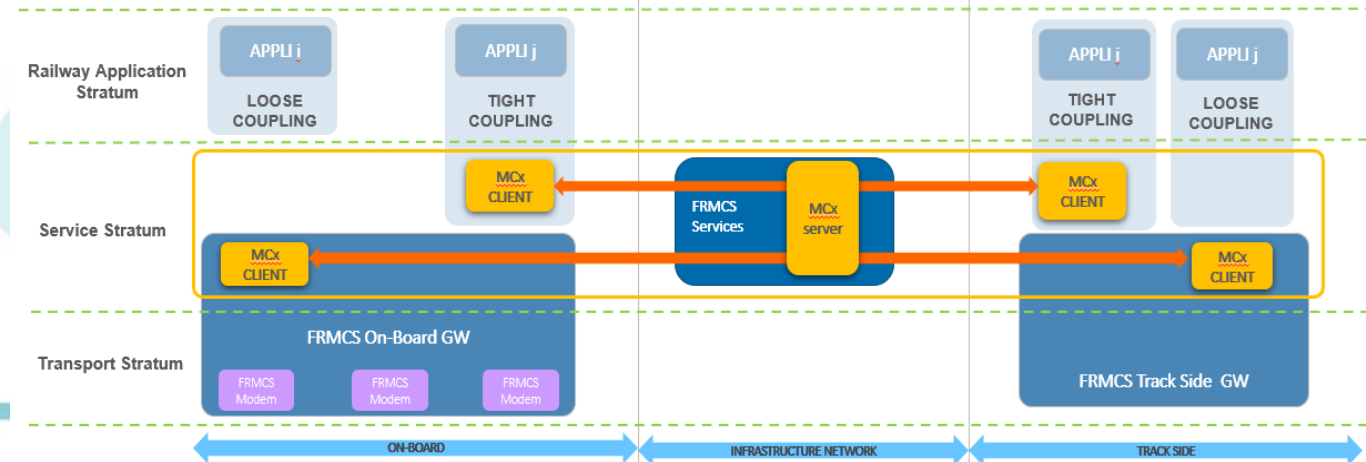 Railway Application
Stratum
APPLI i
LOOSE
COUPLING
APPLI j
TIGHT
COUPLING
APPLI i
TIGHT
COUPLING
APPLI j
LOOSE
COUPLING
Service Stratum
MCx
CLIENT
FRMCS
Services
MCx
server
MCx
CLIENT
MCx
CLIENT
MCx
CLIENT
Transport Stratum
FRMCS On-Board GW
FRMCS
Modem
FRMCS
Modem
FRMCS
Modem
FRMCS Track Side GW
ON-BOARD
INFRASTRUCTURE NETWORK
TRACK SIDE